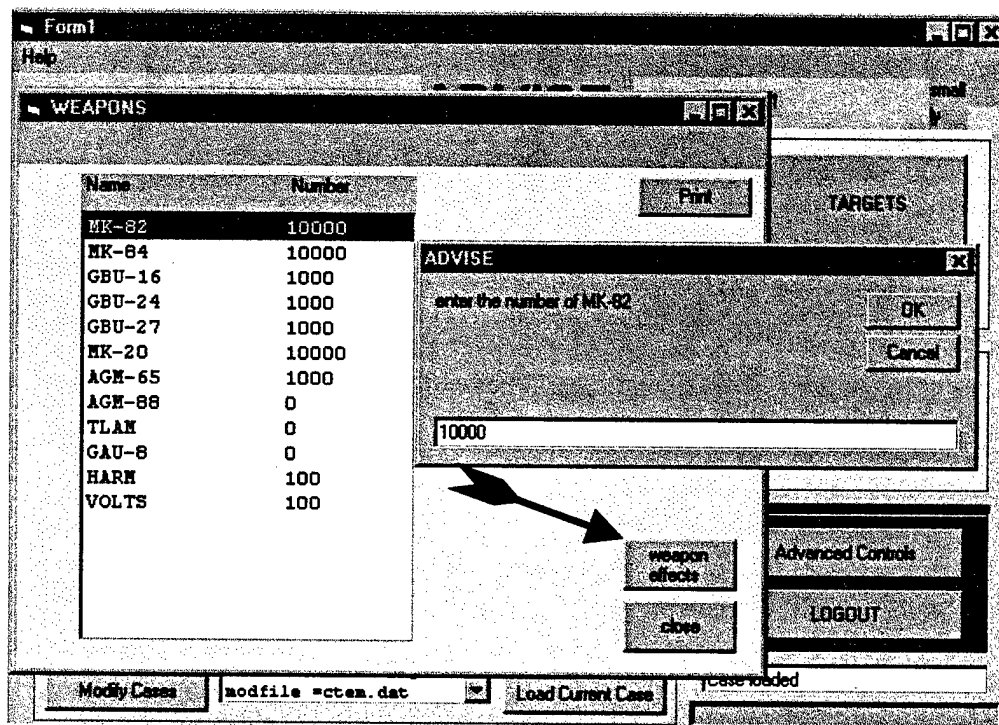 Form1
Help
small
WEAPONS
Name Number
Print
TARGETS
MK-82 10000
MK-84 10000
GBU-16 1000
GBU-24 1000
GBU-27 1000
MK-20 10000
AGM-65 1000
AGM-88 0
TLAM 0
GAU-8 0
HARM 100
VOLTS 100
ADVISE
enter the number of MK-82
OK
Cancel
10000
weapon
effects
close
Advanced Controls
LOGOUT
Case loaded
Modify Cases
modfile =ctem.dat
Load Current Case